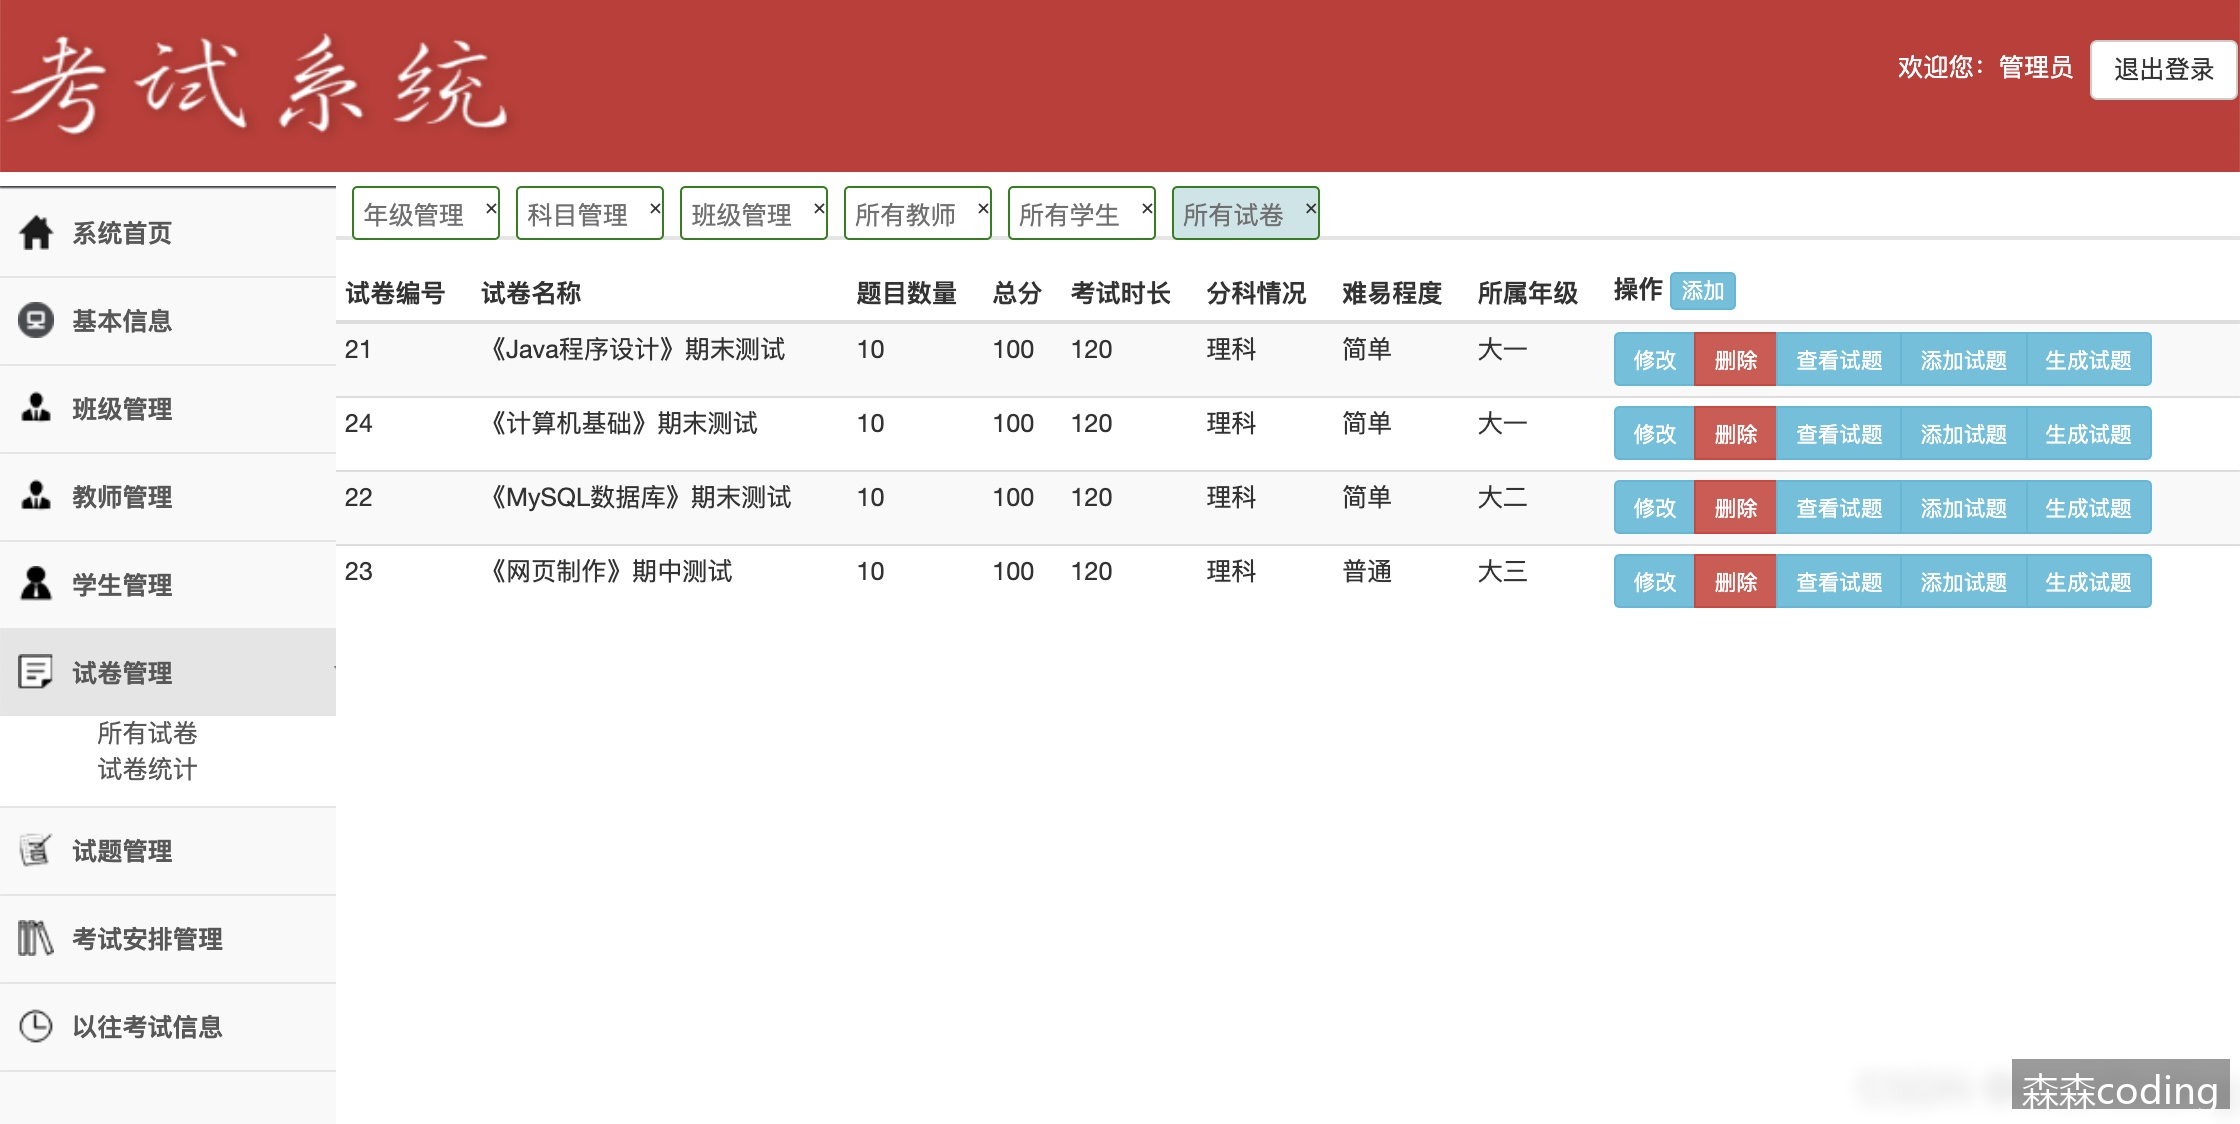 考试系统
欢迎您：管理员 退出登录
年级管理 × 科目管理 × 班级管理 × 所有教师 × 所有学生 × 所有试卷 ×
系统首页
基本信息
班级管理
教师管理
学生管理
试卷管理
所有试卷
试卷统计
试题管理
考试安排管理
以往考试信息
试卷编号 试卷名称 题目数量 总分 考试时长 分科情况 难易程度 所属年级 操作 添加
21 《Java程序设计》期末测试 10 100 120 理科 简单 大一 修改 删除 查看试题 添加试题 生成试题
24 《计算机基础》期末测试 10 100 120 理科 简单 大一 修改 删除 查看试题 添加试题 生成试题
22 《MySQL数据库》期末测试 10 100 120 理科 简单 大二 修改 删除 查看试题 添加试题 生成试题
23 《网页制作》期中测试 10 100 120 理科 普通 大三 修改 删除 查看试题 添加试题 生成试题
森森coding